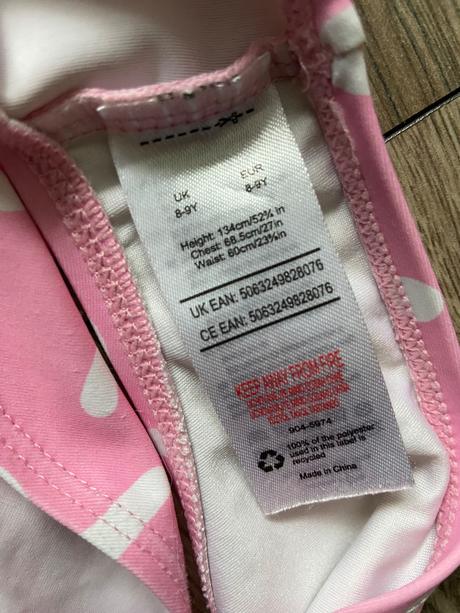 UK EUR
8-9Y 8-9Y
Height: 134cm/52¾ in
Chest: 68.5cm/27in
Waist: 60cm/23⅝in
UK EAN: 5063249828076
CE EAN: 5063249828076
KEEP AWAY FROM FIRE
904-5974
100% of the polyester
used in this label is
recycled
Made in China